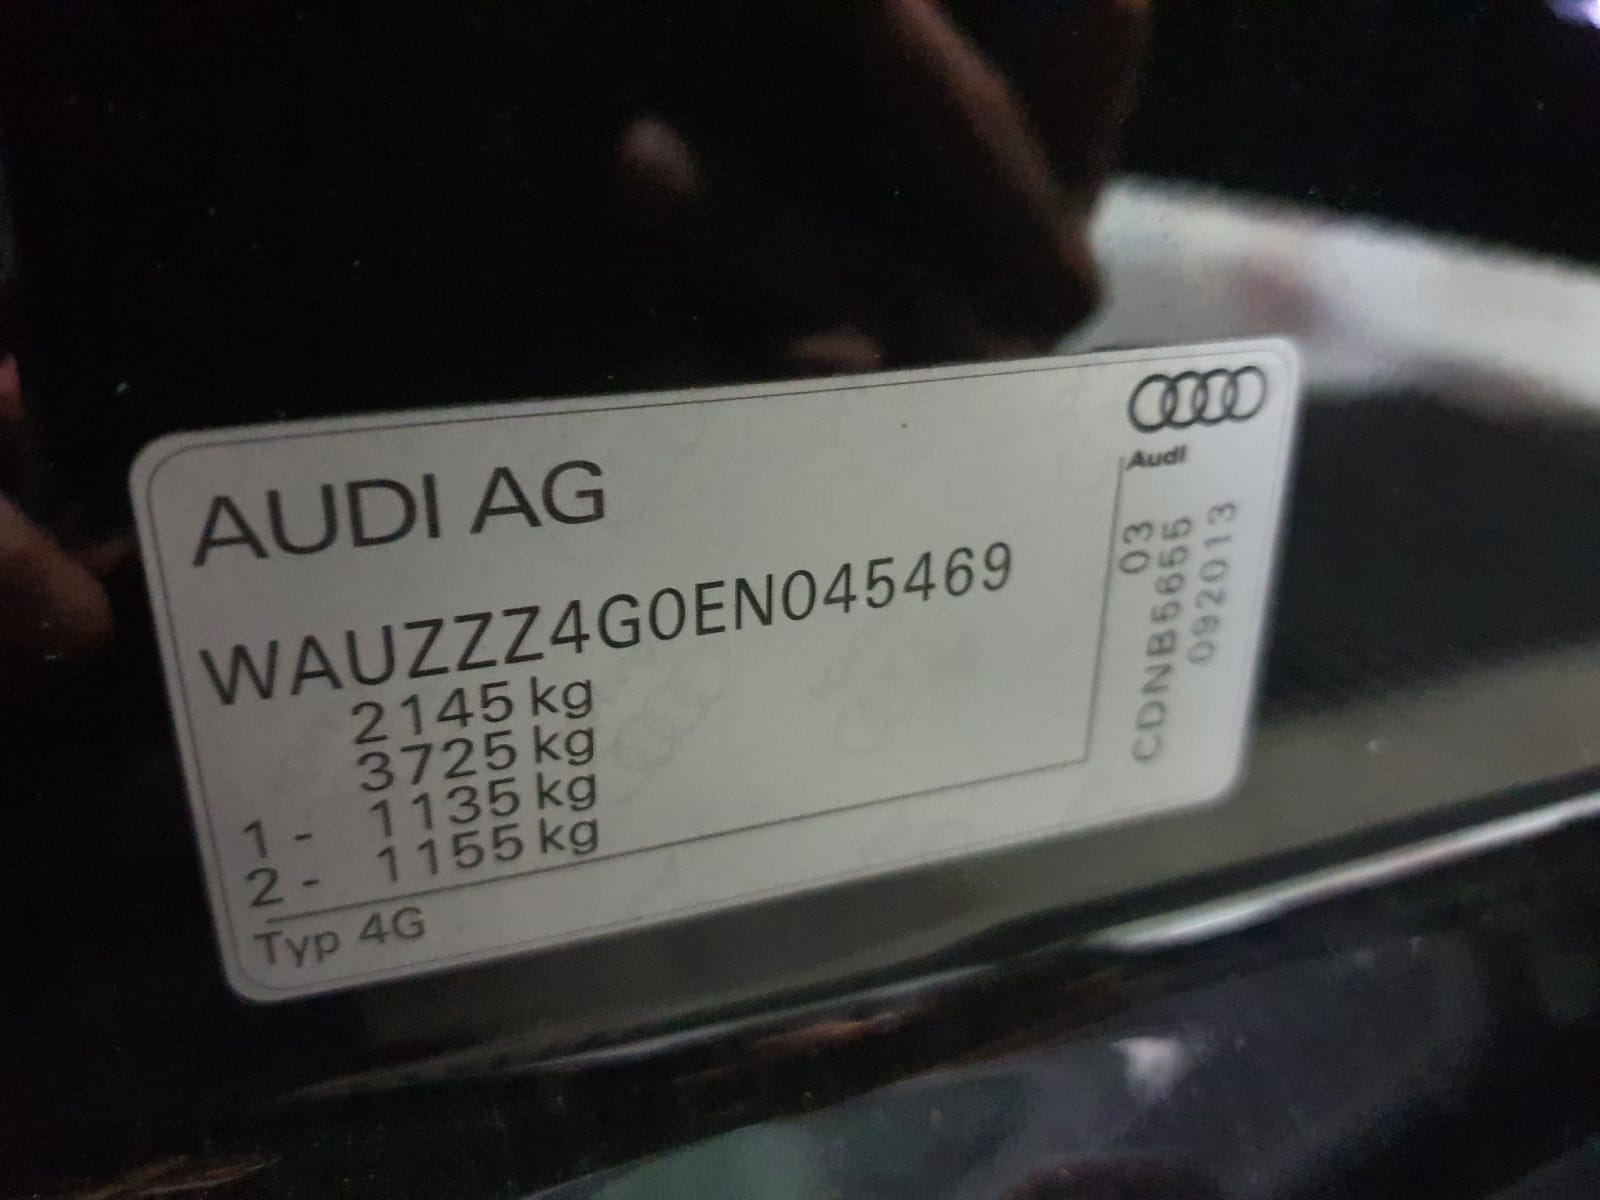 AUDI AG
WAUZZZ4G0EN045469
2145 kg
3725 kg
1 - 1135 kg
2 - 1155 kg
Typ 4G
Audi
03
CDNB5655
092013